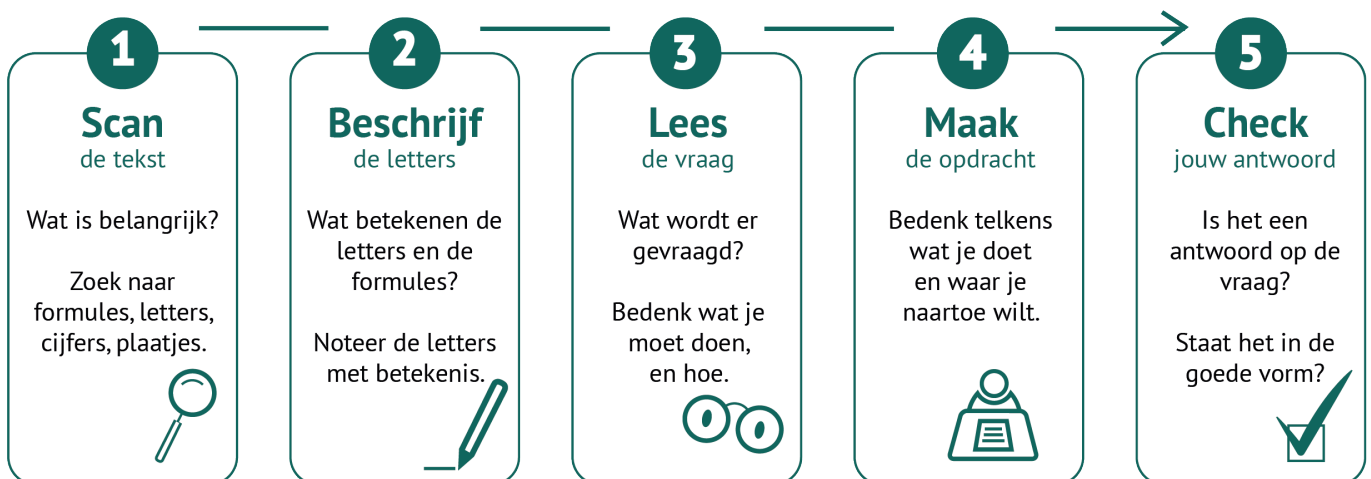 1
Scan
de tekst
Wat is belangrijk?
Zoek naar
formules, letters,
cijfers, plaatjes.
2
Beschrijf
de letters
Wat betekenen de
letters en de
formules?
Noteer de letters
met betekenis.
3
Lees
de vraag
Wat wordt er
gevraagd?
Bedenk wat je
moet doen,
en hoe.
4
Maak
de opdracht
Bedenk telkens
wat je doet
en waar je
naartoe wilt.
5
Check
jouw antwoord
Is het een
antwoord op de
vraag?
Staat het in de
goede vorm?